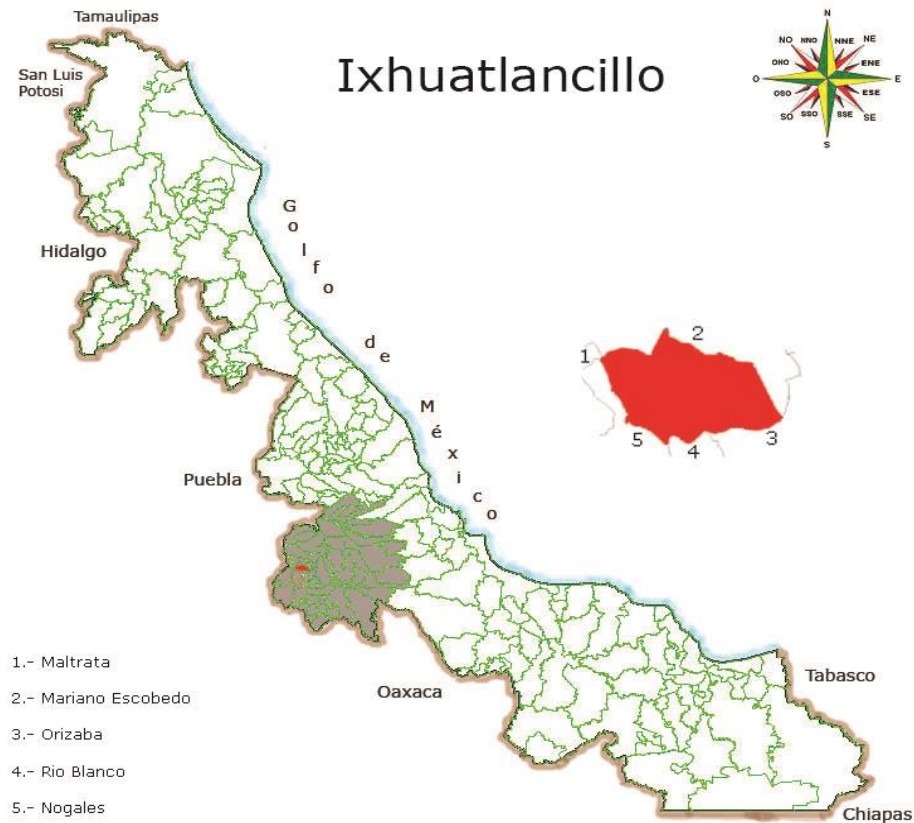 Tamaulipas
San Luis
Potosi
Ixhuatlancillo
N
NNO
NNE
NO
NE
ONO
ENE
O
E
OSO
ESE
SO
SSO
SSE
SE
S
Golfo de México
Hidalgo
Puebla
Oaxaca
Tabasco
Chiapas
1
2
3
4
5
1.- Maltrata
2.- Mariano Escobedo
3.- Orizaba
4.- Rio Blanco
5.- Nogales